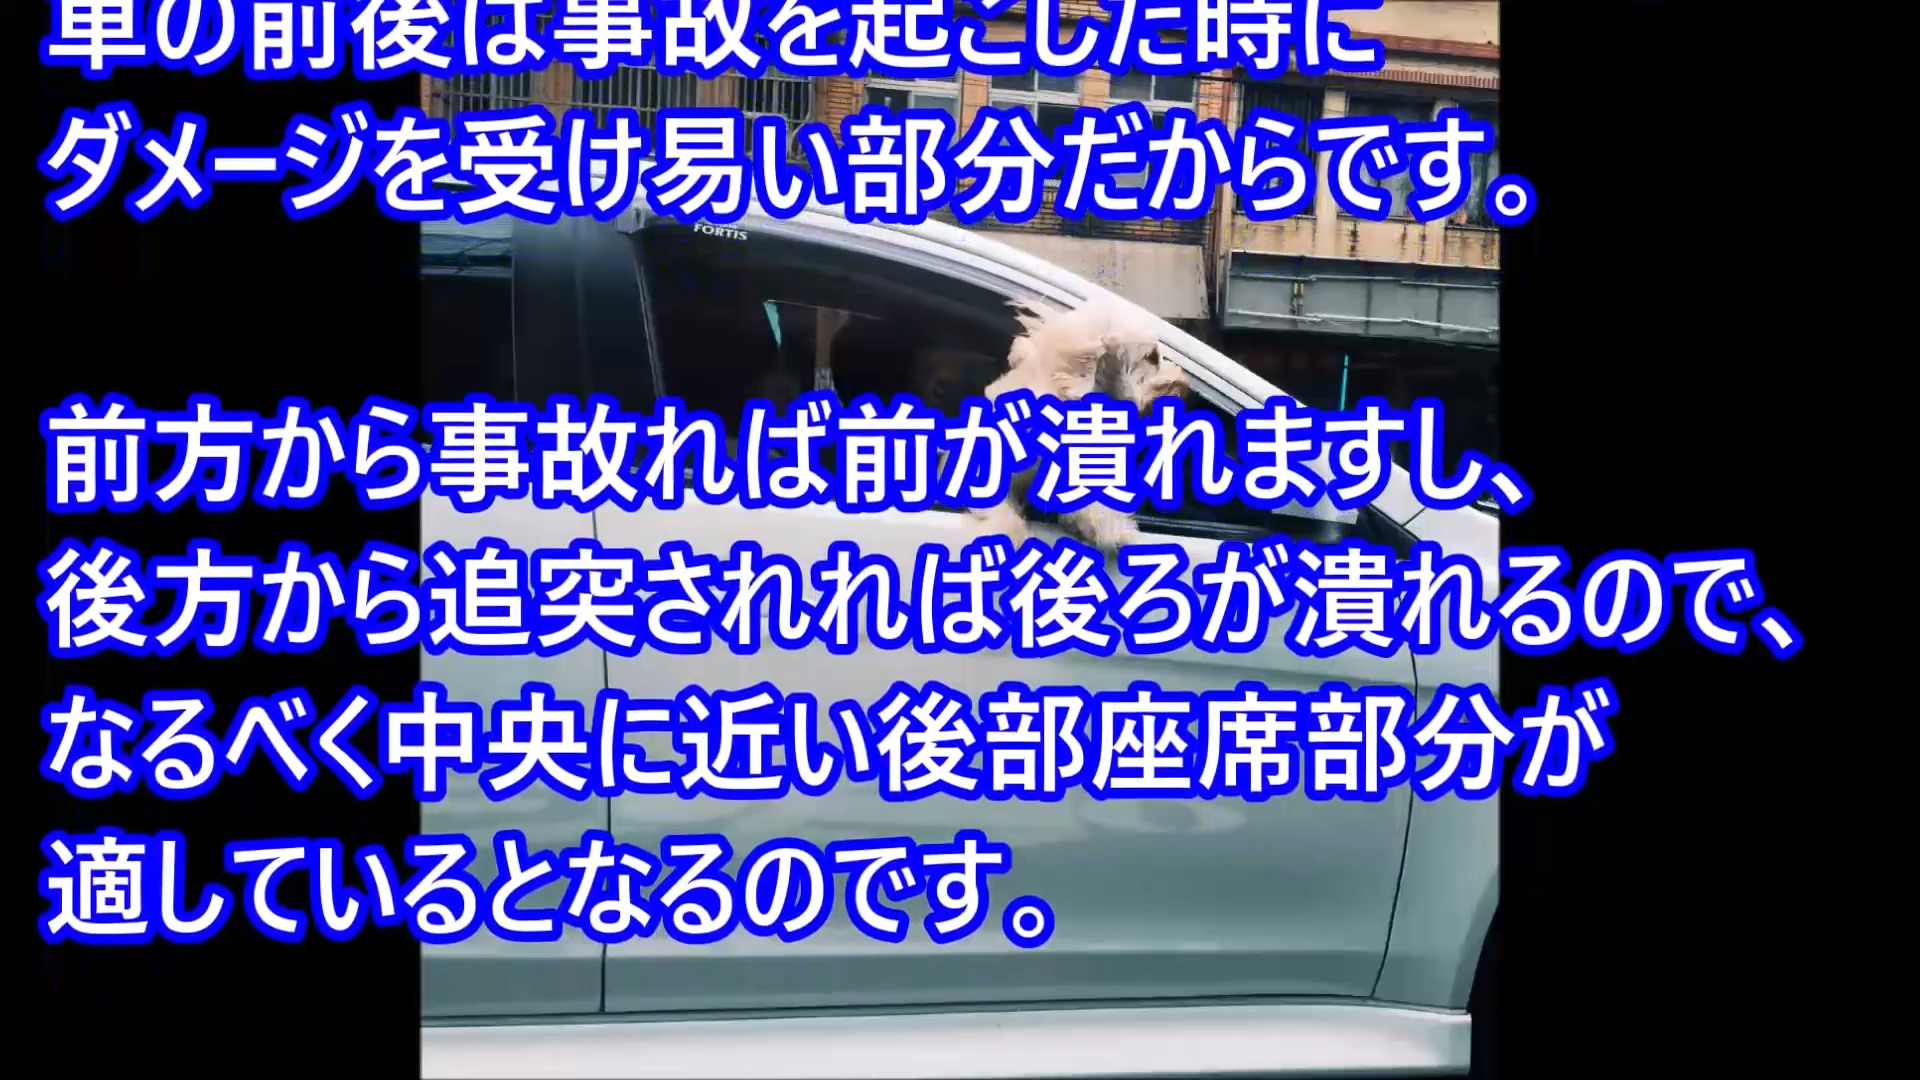 車の前後は事故を起こした時に
ダメージを受け易い部分だからです。
FORTIS
前方から事故れば前が潰れますし、
後方から追突されれば後ろが潰れるので、
なるべく中央に近い後部座席部分が
適しているとなるのです。